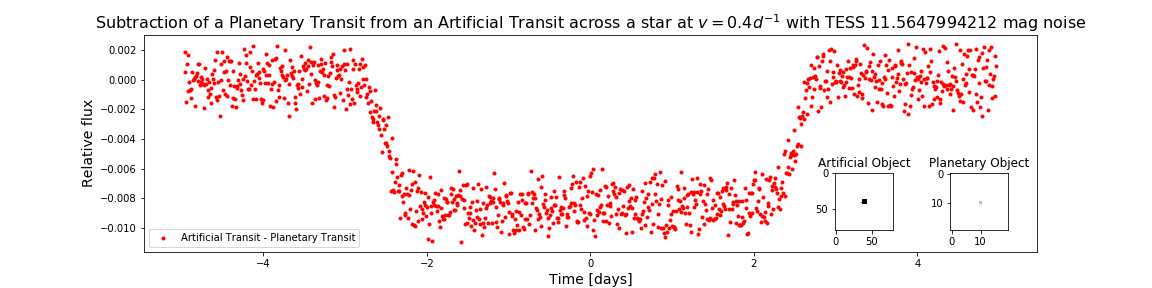 Subtraction of a Planetary Transit from an Artificial Transit across a star at v = 0.4d⁻¹ with TESS 11.5647994212 mag noise
Relative flux
0.002
0.000
−0.002
−0.004
−0.006
−0.008
−0.010
Artificial Transit - Planetary Transit
Artificial Object
0
50
0 50
Planetary Object
0
10
0 10
−4 −2 0 2 4
Time [days]